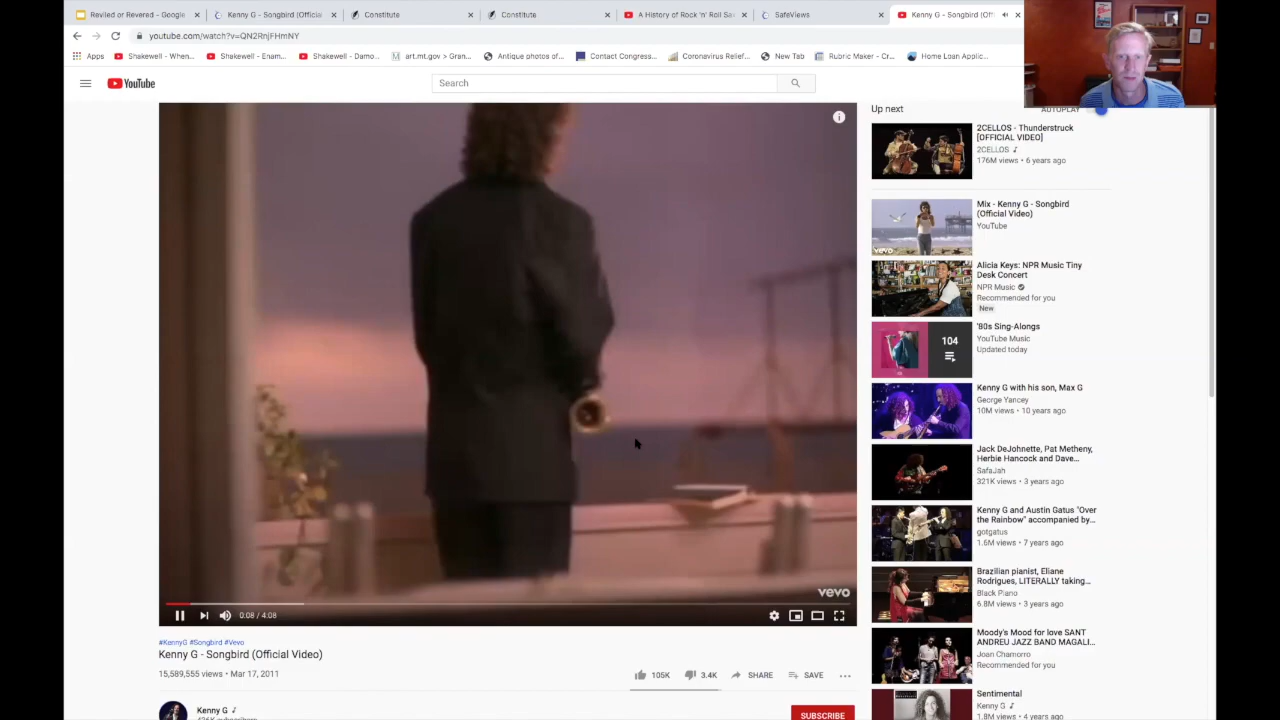 Reviled or Revered - Google
Kenny G - Songbird (Official
Constitute
Constitute
A History of Rock 'n' Roll Sax
SafeViews
Kenny G - Songbird (Off
youtube.com/watch?v=QN2RnjFHmNY
Apps
Shakewell - When...
Shakewell - Enam...
Shakewell - Damo...
art.mt.gov > Gran...
Antique photos of...
Contact Congress...
Coronavirus Relief...
New Tab
Rubric Maker - Cr...
Home Loan Applic...
YouTube
Search
Up next
AUTOPLAY
2CELLOS - Thunderstruck
[OFFICIAL VIDEO]
2CELLOS
176M views • 6 years ago
Mix - Kenny G - Songbird
(Official Video)
YouTube
vevo
Alicia Keys: NPR Music Tiny
Desk Concert
NPR Music
Recommended for you
New
'80s Sing-Alongs
YouTube Music
Updated today
104
Kenny G with his son, Max G
George Yancey
10M views • 10 years ago
Jack DeJohnette, Pat Metheny,
Herbie Hancock and Dave...
SafaJah
321K views • 3 years ago
Kenny G and Austin Gatus "Over
the Rainbow" accompanied by...
gotgatus
1.6M views • 7 years ago
Brazilian pianist, Eliane
Rodrigues, LITERALLY taking...
Black Piano
6.8M views • 3 years ago
Moody's Mood for love SANT
ANDREU JAZZ BAND MAGALI...
Joan Chamorro
Recommended for you
Sentimental
Kenny G
1.8M views • 4 years ago
vevo
0:08 / 4:08
#KennyG #Songbird #Vevo
Kenny G - Songbird (Official Video)
15,589,555 views • Mar 17, 2011
105K
3.4K
SHARE
SAVE
Kenny G
426K subscribers
SUBSCRIBE